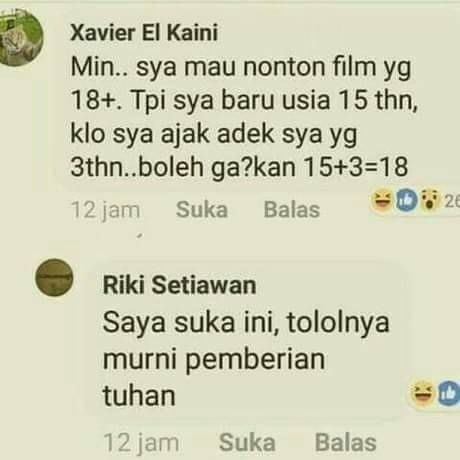 Xavier El Kaini
Min.. sya mau nonton film yg
18+. Tpi sya baru usia 15 thn,
klo sya ajak adek sya yg
3thn..boleh ga?kan 15+3=18
12 jam Suka Balas 26
Riki Setiawan
Saya suka ini, tololnya
murni pemberian
tuhan
12 jam Suka Balas